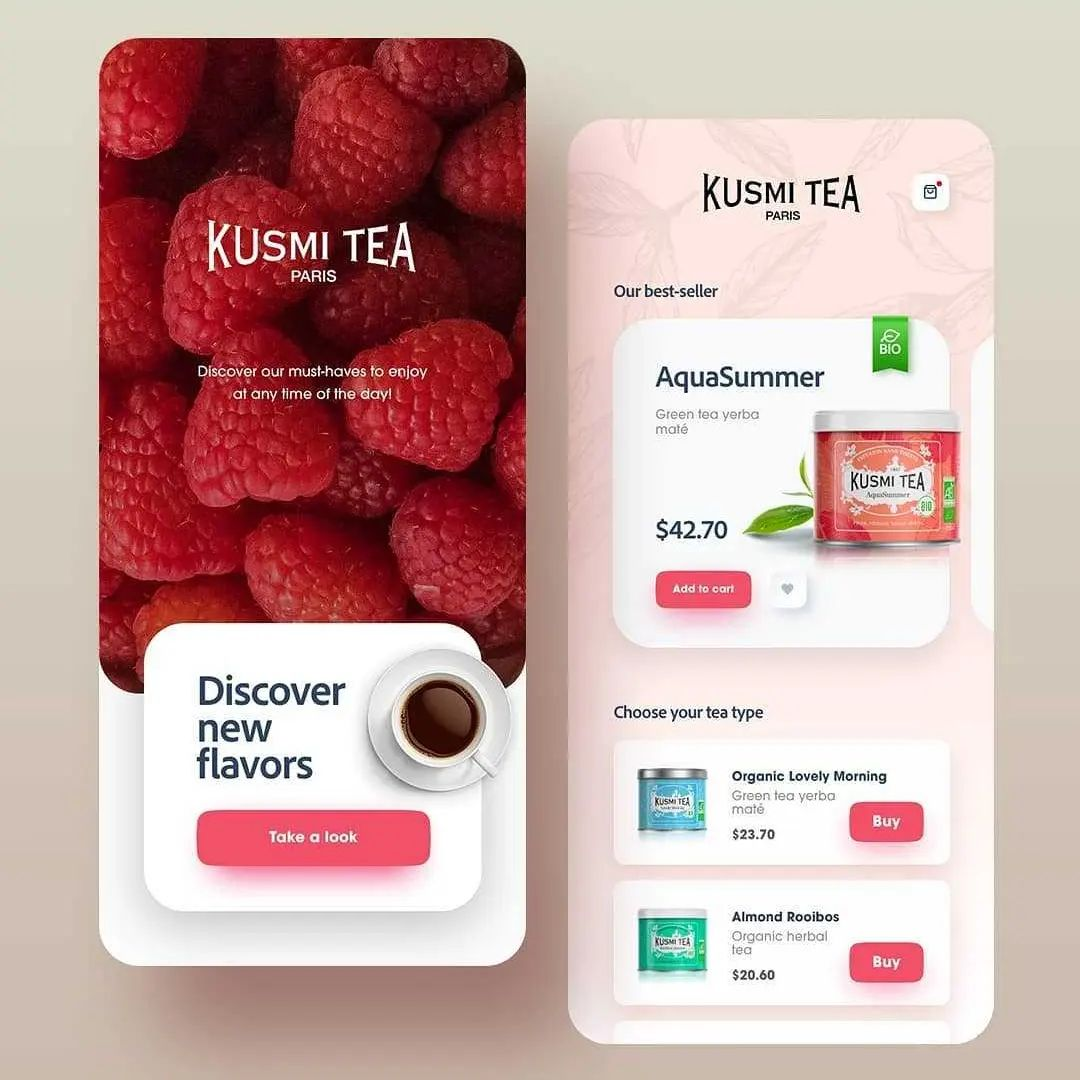 KUSMI TEA
PARIS
Discover our must-haves to enjoy
at any time of the day!
Discover
new
flavors
Take a look
KUSMI TEA
PARIS
Our best-seller
BIO
AquaSummer
Green tea yerba
maté
KUSMI TEA
AquaSummer
BIO
$42.70
Add to cart
Choose your tea type
KUSMI TEA
Organic Lovely Morning
Green tea yerba
maté
$23.70
Buy
KUSMI TEA
Almond Rooibos
Organic herbal
tea
$20.60
Buy